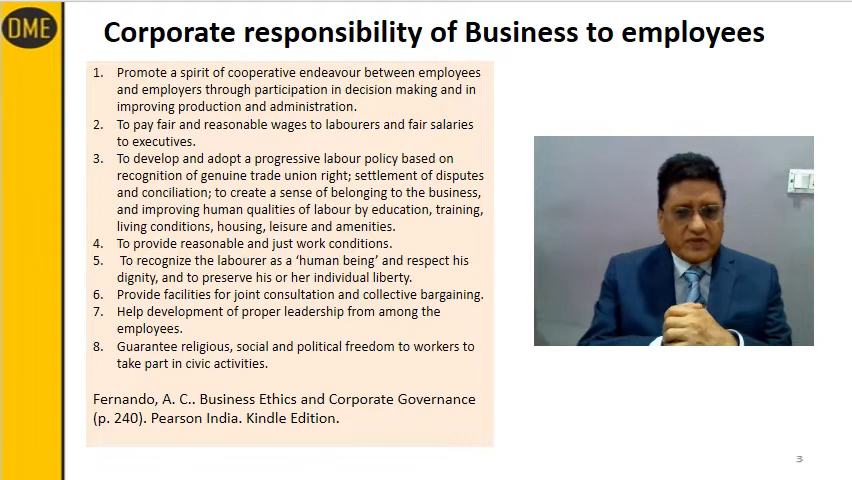 DME
Corporate responsibility of Business to employees
1. Promote a spirit of cooperative endeavour between employees
and employers through participation in decision making and in
improving production and administration.
2. To pay fair and reasonable wages to labourers and fair salaries
to executives.
3. To develop and adopt a progressive labour policy based on
recognition of genuine trade union right; settlement of disputes
and conciliation; to create a sense of belonging to the business,
and improving human qualities of labour by education, training,
living conditions, housing, leisure and amenities.
4. To provide reasonable and just work conditions.
5. To recognize the labourer as a ‘human being’ and respect his
dignity, and to preserve his or her individual liberty.
6. Provide facilities for joint consultation and collective bargaining.
7. Help development of proper leadership from among the
employees.
8. Guarantee religious, social and political freedom to workers to
take part in civic activities.
Fernando, A. C.. Business Ethics and Corporate Governance
(p. 240). Pearson India. Kindle Edition.
3